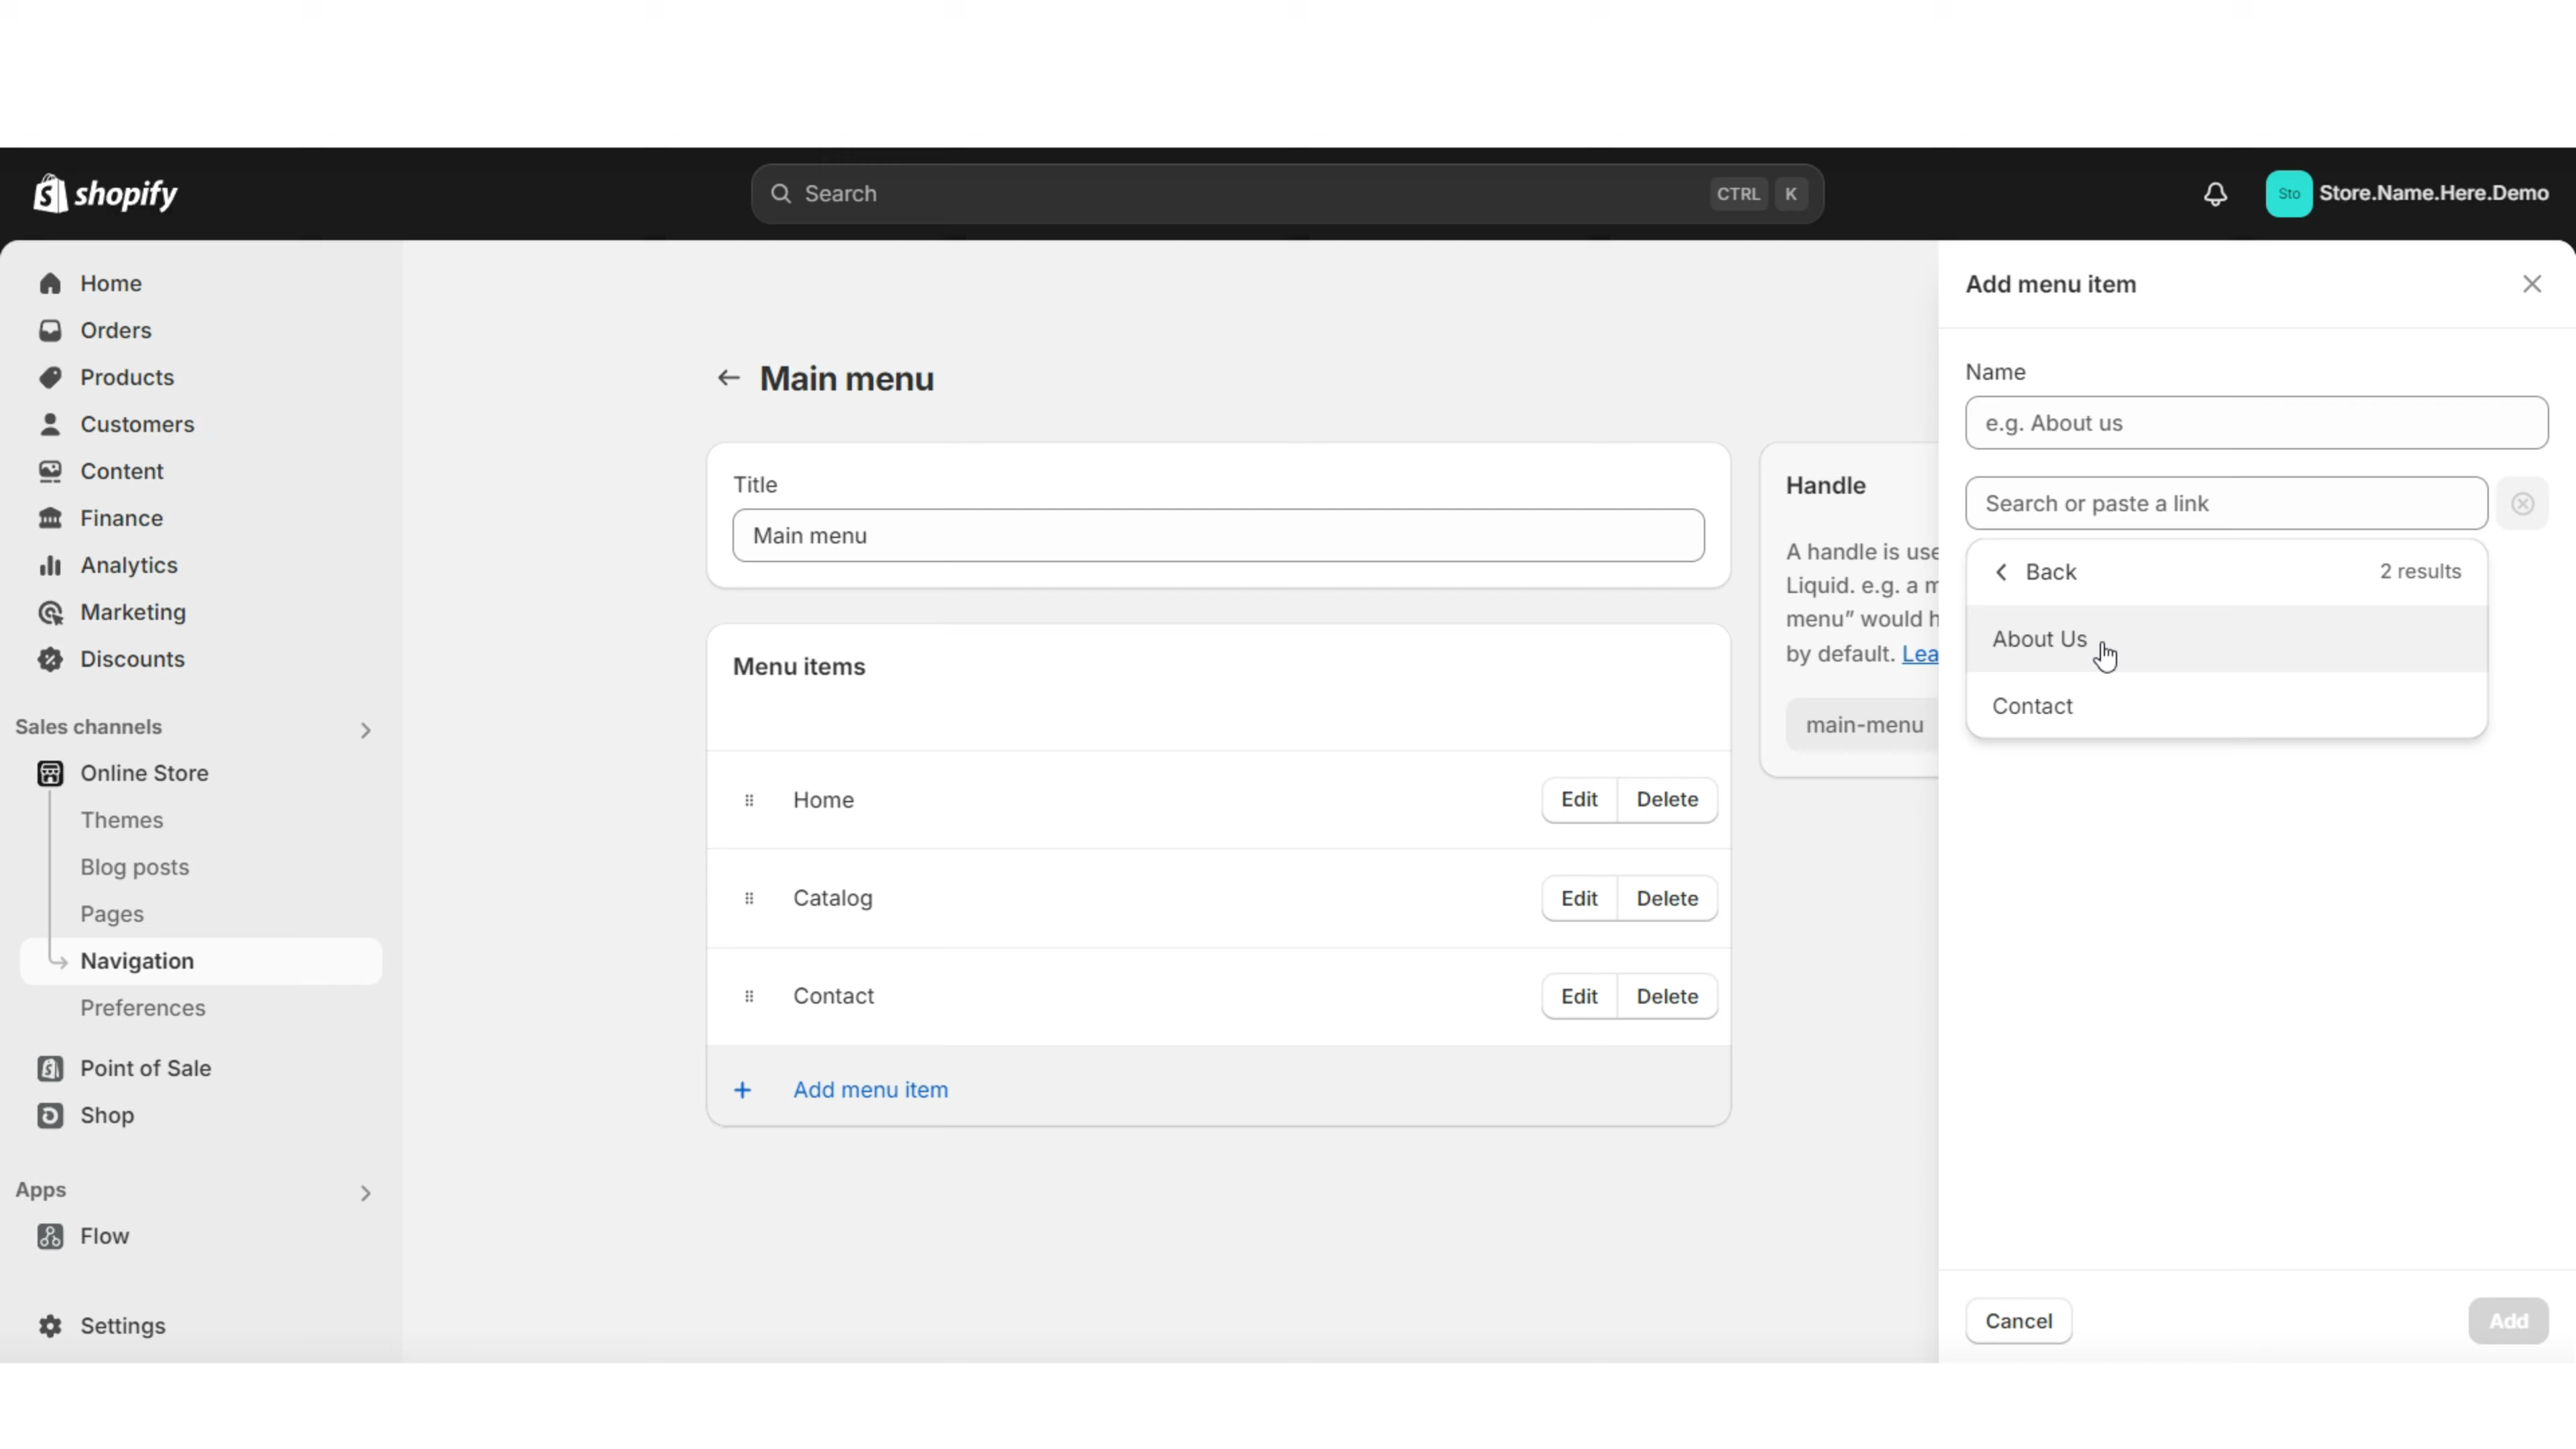 shopify
Search
CTRL K
Sto
Store.Name.Here.Demo
Home
Orders
Products
Customers
Content
Finance
Analytics
Marketing
Discounts
Sales channels
Online Store
Themes
Blog posts
Pages
Navigation
Preferences
Point of Sale
Shop
Apps
Flow
Settings
Main menu
Title
Main menu
Menu items
Home
Edit Delete
Catalog
Edit Delete
Contact
Edit Delete
+ Add menu item
Handle
A handle is use
Liquid. e.g. a m
menu” would h
by default. Lea
main-menu
Add menu item
Name
e.g. About us
Search or paste a link
Back 2 results
About Us
Contact
Cancel
Add